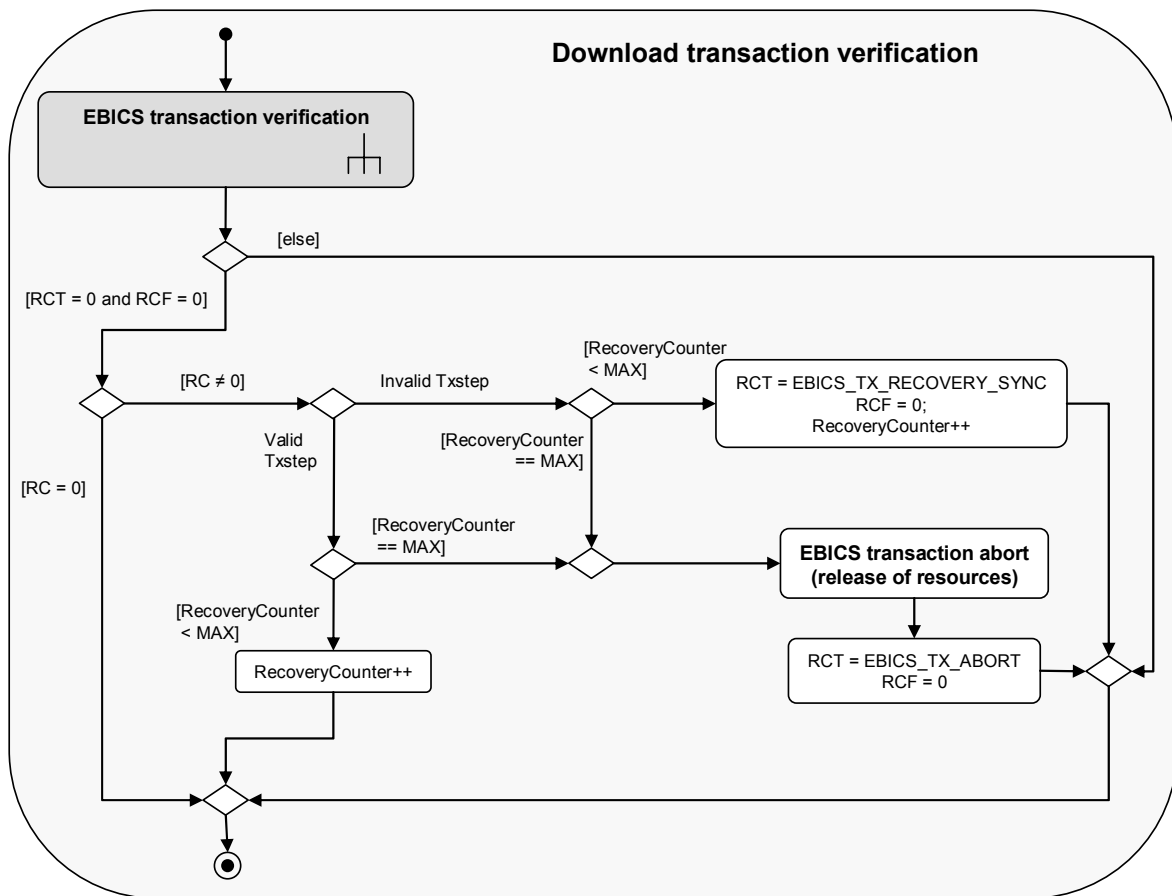 Download transaction verification
EBICS transaction verification
[else]
[RCT = 0 and RCF = 0]
[RecoveryCounter
< MAX]
[RC ≠ 0]
Invalid Txstep
RCT = EBICS_TX_RECOVERY_SYNC
RCF = 0;
RecoveryCounter++
Valid
Txstep
[RecoveryCounter
== MAX]
[RC = 0]
[RecoveryCounter
== MAX]
EBICS transaction abort
(release of resources)
[RecoveryCounter
< MAX]
RecoveryCounter++
RCT = EBICS_TX_ABORT
RCF = 0